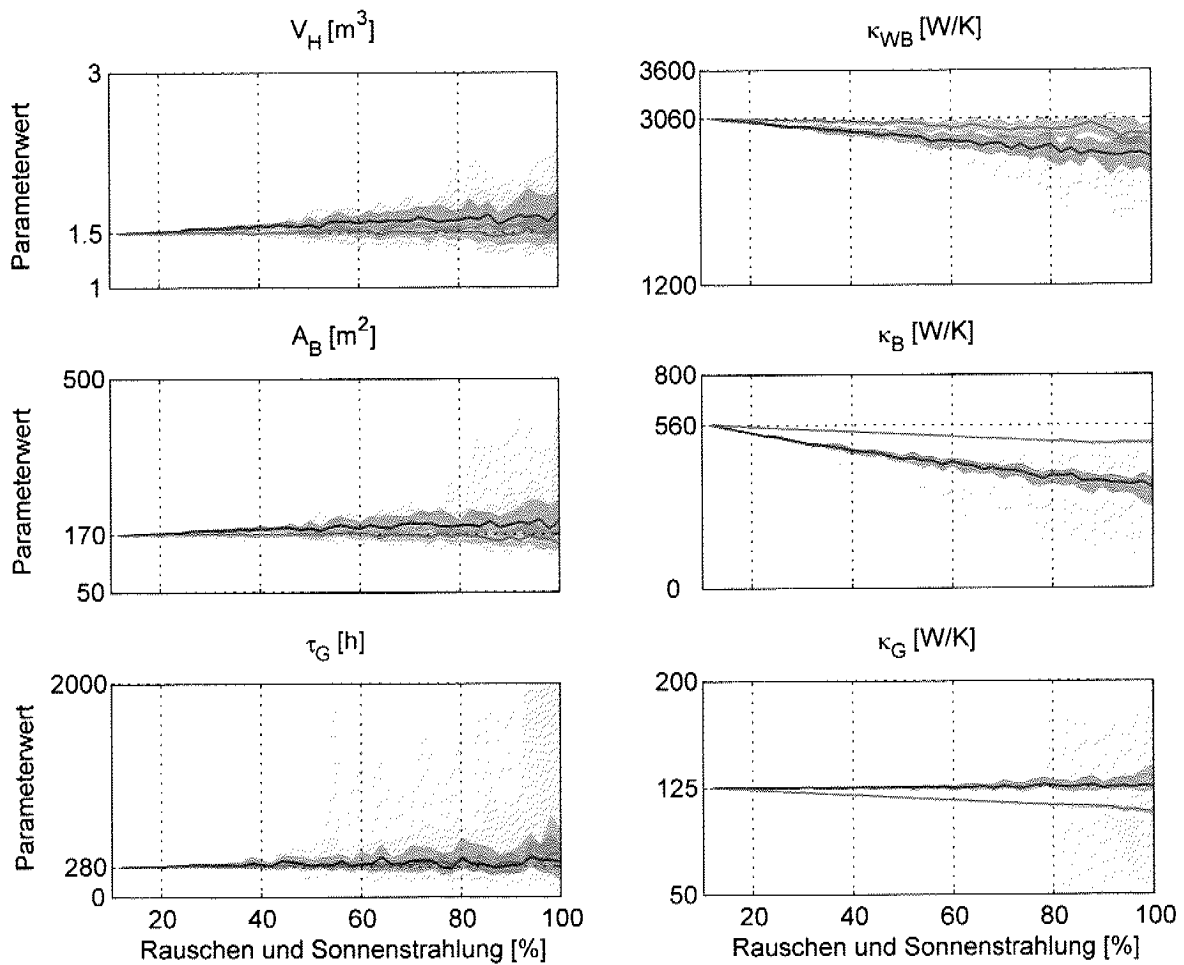 V_H [m^3]
Parameterwert
3
1.5
1
κ_WB [W/K]
3600
3060
1200
A_B [m^2]
Parameterwert
500
170
50
κ_B [W/K]
800
560
0
τ_G [h]
Parameterwert
2000
280
0
20 40 60 80 100
Rauschen und Sonnenstrahlung [%]
κ_G [W/K]
200
125
50
20 40 60 80 100
Rauschen und Sonnenstrahlung [%]